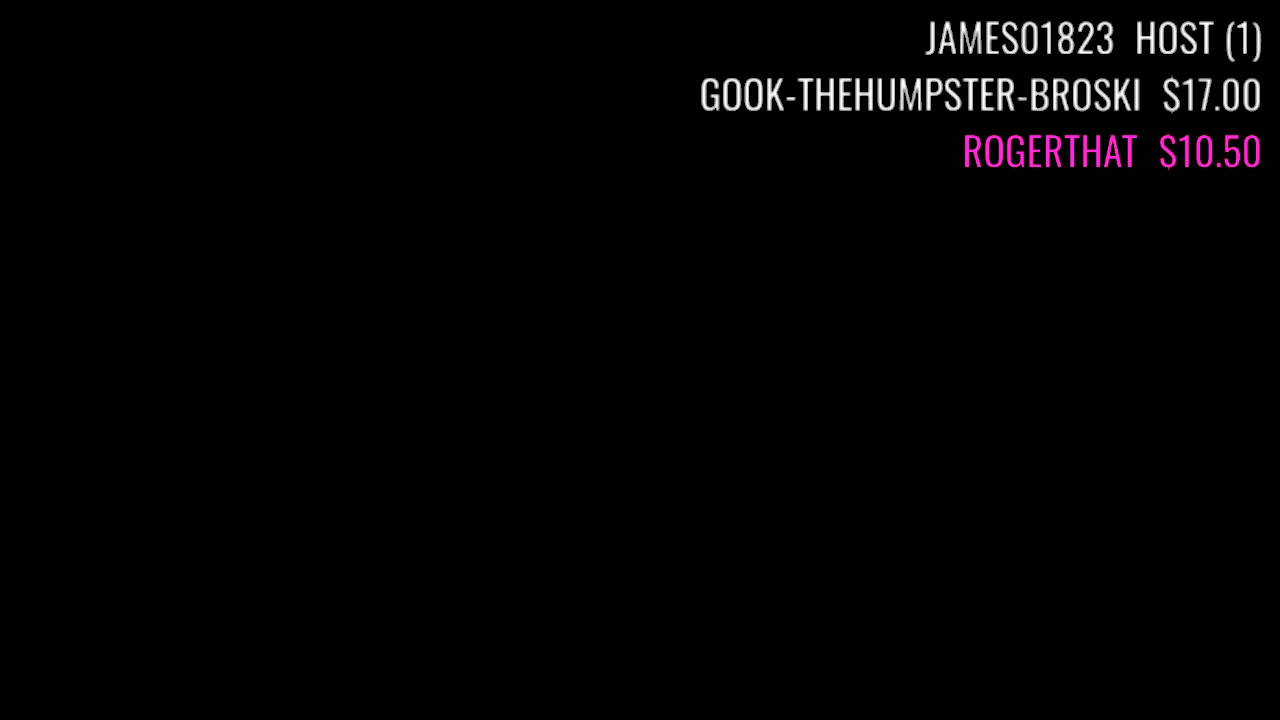 JAMES01823 HOST (1)
GOOK-THEHUMPSTER-BROSKI $17.00
ROGERTHAT $10.50